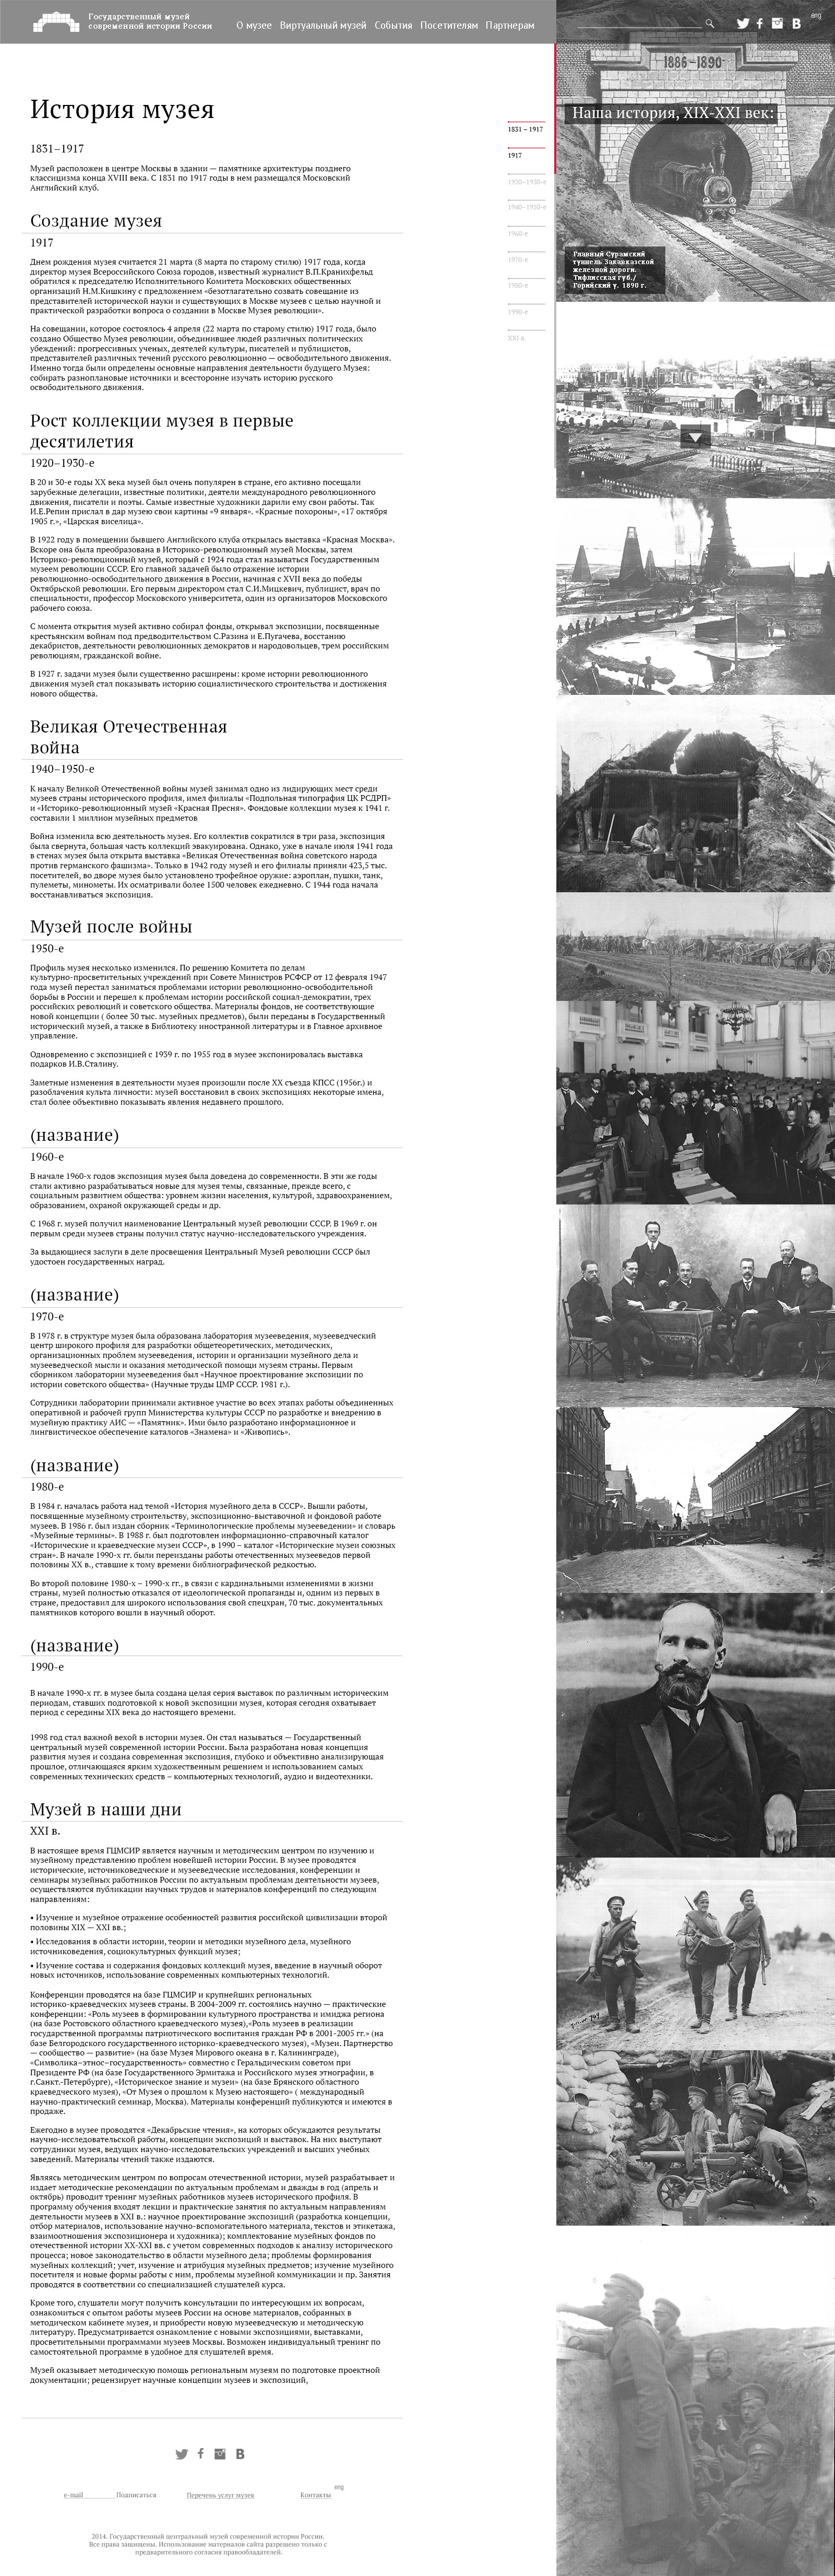 Государственный музей
современной истории России
О музее Виртуальный музей События Посетителям Партнерам
eng
1886-1890
Наша история, XIX-XXI век:
Главный Сурамский
туннель Закавказской
железной дороги.
Тифлисская губ./
Горийский у. 1890 г.
1831 – 1917
1917
1920–1930-е
1940–1950-е
1960-е
1970-е
1980-е
1990-е
XXI в.
История музея
1831–1917
Музей расположен в центре Москвы в здании — памятнике архитектуры позднего
классицизма конца XVIII века. С 1831 по 1917 годы в нем размещался Московский
Английский клуб.
Создание музея
1917
Днем рождения музея считается 21 марта (8 марта по старому стилю) 1917 года, когда
директор музея Всероссийского Союза городов, известный журналист В.П.Кранихфельд
обратился к председателю Исполнительного Комитета Московских общественных
организаций Н.М.Кишкину с предложением «безотлагательно созвать совещание из
представителей исторической науки и существующих в Москве музеев с целью научной и
практической разработки вопроса о создании в Москве Музея революции».
На совещании, которое состоялось 4 апреля (22 марта по старому стилю) 1917 года, было
создано Общество Музея революции, объединившее людей различных политических
убеждений: прогрессивных ученых, деятелей культуры, писателей и публицистов,
представителей различных течений русского революционно — освободительного движения.
Именно тогда были определены основные направления деятельности будущего Музея:
собирать разноплановые источники и всесторонне изучать историю русского
освободительного движения.
Рост коллекции музея в первые
десятилетия
1920–1930-е
В 20 и 30-е годы XX века музей был очень популярен в стране, его активно посещали
зарубежные делегации, известные политики, деятели международного революционного
движения, писатели и поэты. Самые известные художники дарили ему свои работы. Так
И.Е.Репин прислал в дар музею свои картины «9 января». «Красные похороны», «17 октября
1905 г.», «Царская виселица».
В 1922 году в помещении бывшего Английского клуба открылась выставка «Красная Москва».
Вскоре она была преобразована в Историко-революционный музей Москвы, затем
Историко-революционный музей, который с 1924 года стал называться Государственным
музеем революции СССР. Его главной задачей было отражение истории
революционно-освободительного движения в России, начиная с XVII века до победы
Октябрьской революции. Его первым директором стал С.И.Мицкевич, публицист, врач по
специальности, профессор Московского университета, один из организаторов Московского
рабочего союза.
С момента открытия музей активно собирал фонды, открывал экспозиции, посвященные
крестьянским войнам под предводительством С.Разина и Е.Пугачева, восстанию
декабристов, деятельности революционных демократов и народовольцев, трем российским
революциям, гражданской войне.
В 1927 г. задачи музея были существенно расширены: кроме истории революционного
движения музей стал показывать историю социалистического строительства и достижения
нового общества.
Великая Отечественная
война
1940–1950-е
К началу Великой Отечественной войны музей занимал одно из лидирующих мест среди
музеев страны исторического профиля, имел филиалы «Подпольная типография ЦК РСДРП»
и «Историко-революционный музей «Красная Пресня». Фондовые коллекции музея к 1941 г.
составили 1 миллион музейных предметов
Война изменила всю деятельность музея. Его коллектив сократился в три раза, экспозиция
была свернута, большая часть коллекций эвакуирована. Однако, уже в начале июля 1941 года
в стенах музея была открыта выставка «Великая Отечественная война советского народа
против германского фашизма». Только в 1942 году музей и его филиалы приняли 423,5 тыс.
посетителей, во дворе музея было установлено трофейное оружие: аэроплан, пушки, танк,
пулеметы, минометы. Их осматривали более 1500 человек ежедневно. С 1944 года начала
восстанавливаться экспозиция.
Музей после войны
1950-е
Профиль музея несколько изменился. По решению Комитета по делам
культурно-просветительных учреждений при Совете Министров РСФСР от 12 февраля 1947
года музей перестал заниматься проблемами истории революционно-освободительной
борьбы в России и перешел к проблемам истории российской социал-демократии, трех
российских революций и советского общества. Материалы фондов, не соответствующие
новой концепции ( более 30 тыс. музейных предметов), были переданы в Государственный
исторический музей, а также в Библиотеку иностранной литературы и в Главное архивное
управление.
Одновременно с экспозицией с 1939 г. по 1955 год в музее экспонировалась выставка
подарков И.В.Сталину.
Заметные изменения в деятельности музея произошли после XX съезда КПСС (1956г.) и
разоблачения культа личности: музей восстановил в своих экспозициях некоторые имена,
стал более объективно показывать явления недавнего прошлого.
(название)
1960-е
В начале 1960-х годов экспозиция музея была доведена до современности. В эти же годы
стали активно разрабатываться новые для музея темы, связанные, прежде всего, с
социальным развитием общества: уровнем жизни населения, культурой, здравоохранением,
образованием, охраной окружающей среды и др.
С 1968 г. музей получил наименование Центральный музей революции СССР. В 1969 г. он
первым среди музеев страны получил статус научно-исследовательского учреждения.
За выдающиеся заслуги в деле просвещения Центральный Музей революции СССР был
удостоен государственных наград.
(название)
1970-е
В 1978 г. в структуре музея была образована лаборатория музееведения, музееведческий
центр широкого профиля для разработки общетеоретических, методических,
организационных проблем музееведения, истории и организации музейного дела и
музееведческой мысли и оказания методической помощи музеям страны. Первым
сборником лаборатории музееведения был «Научное проектирование экспозиции по
истории советского общества» (Научные труды ЦМР СССР. 1981 г.).
Сотрудники лаборатории принимали активное участие во всех этапах работы объединенных
оперативной и рабочей групп Министерства культуры СССР по разработке и внедрению в
музейную практику АИС — «Памятник». Ими было разработано информационное и
лингвистическое обеспечение каталогов «Знамена» и «Живопись».
(название)
1980-е
В 1984 г. началась работа над темой «История музейного дела в СССР». Вышли работы,
посвященные музейному строительству, экспозиционно-выставочной и фондовой работе
музеев. В 1986 г. был издан сборник «Терминологические проблемы музееведении» и словарь
«Музейные термины». В 1988 г. был подготовлен информационно-справочный каталог
«Исторические и краеведческие музеи СССР», в 1990 – каталог «Исторические музеи союзных
стран». В начале 1990-х гг. были переизданы работы отечественных музееведов первой
половины XX в., ставшие к тому времени библиографической редкостью.
Во второй половине 1980-х – 1990-х гг., в связи с кардинальными изменениями в жизни
страны, музей полностью отказался от идеологической пропаганды и, одним из первых в
стране, предоставил для широкого использования свой спецхран, 70 тыс. документальных
памятников которого вошли в научный оборот.
(название)
1990-е
В начале 1990-х гг. в музее была создана целая серия выставок по различным историческим
периодам, ставших подготовкой к новой экспозиции музея, которая сегодня охватывает
период с середины XIX века до настоящего времени.
1998 год стал важной вехой в истории музея. Он стал называться — Государственный
центральный музей современной истории России. Была разработана новая концепция
развития музея и создана современная экспозиция, глубоко и объективно анализирующая
прошлое, отличающаяся ярким художественным решением и использованием самых
современных технических средств – компьютерных технологий, аудио и видеотехники.
Музей в наши дни
XXI в.
В настоящее время ГЦМСИР является научным и методическим центром по изучению и
музейному представлению проблем новейшей истории России. В музее проводятся
исторические, источниковедческие и музееведческие исследования, конференции и
семинары музейных работников России по актуальным проблемам деятельности музеев,
осуществляются публикации научных трудов и материалов конференций по следующим
направлениям:
• Изучение и музейное отражение особенностей развития российской цивилизации второй
половины XIX — XXI вв.;
• Исследования в области истории, теории и методики музейного дела, музейного
источниковедения, социокультурных функций музея;
• Изучение состава и содержания фондовых коллекций музея, введение в научный оборот
новых источников, использование современных компьютерных технологий.
Конференции проводятся на базе ГЦМСИР и крупнейших региональных
историко-краеведческих музеев страны. В 2004-2009 гг. состоялись научно — практические
конференции: «Роль музеев в формировании культурного пространства и имиджа региона
(на базе Ростовского областного краеведческого музея),«Роль музеев в реализации
государственной программы патриотического воспитания граждан РФ в 2001-2005 гг.» (на
базе Белгородского государственного историко-краеведческого музея), «Музеи. Партнерство
— сообщество — развитие» (на базе Музея Мирового океана в г. Калининграде),
«Символика–этнос–государственность» совместно с Геральдическим советом при
Президенте РФ (на базе Государственного Эрмитажа и Российского музея этнографии, в
г.Санкт.-Петербурге), «Историческое знание и музеи» (на базе Брянского областного
краеведческого музея), «От Музея о прошлом к Музею настоящего» ( международный
научно-практический семинар, Москва). Материалы конференций публикуются и имеются в
продаже.
Ежегодно в музее проводятся «Декабрьские чтения», на которых обсуждаются результаты
научно-исследовательской работы, концепции экспозиций и выставок. На них выступают
сотрудники музея, ведущих научно-исследовательских учреждений и высших учебных
заведений. Материалы чтений также издаются.
Являясь методическим центром по вопросам отечественной истории, музей разрабатывает и
издает методические рекомендации по актуальным проблемам и дважды в год (апрель и
октябрь) проводит тренинг музейных работников музеев исторического профиля. В
программу обучения входят лекции и практические занятия по актуальным направлениям
деятельности музеев в XXI в.: научное проектирование экспозиций (разработка концепции,
отбор материалов, использование научно-вспомогательного материала, текстов и этикетажа,
взаимоотношения экспозиционера и художника); комплектование музейных фондов по
отечественной истории XX-XXI вв. с учетом современных подходов к анализу исторического
процесса; новое законодательство в области музейного дела; проблемы формирования
музейных коллекций; учет, изучение и атрибуция музейных предметов; изучение музейного
посетителя и новые формы работы с ним, проблемы музейной коммуникации и пр. Занятия
проводятся в соответствии со специализацией слушателей курса.
Кроме того, слушатели могут получить консультации по интересующим их вопросам,
ознакомиться с опытом работы музеев России на основе материалов, собранных в
методическом кабинете музея, и приобрести новую музееведческую и методическую
литературу. Предусматривается ознакомление с новыми экспозициями, выставками,
просветительными программами музеев Москвы. Возможен индивидуальный тренинг по
самостоятельной программе в удобное для слушателей время.
Музей оказывает методическую помощь региональным музеям по подготовке проектной
документации; рецензирует научные концепции музеев и экспозиций,
e-mail Подписаться Перечень услуг музея Контакты eng
2014. Государственный центральный музей современной истории России.
Все права защищены. Использование материалов сайта разрешено только с
предварительного согласия правообладателей.